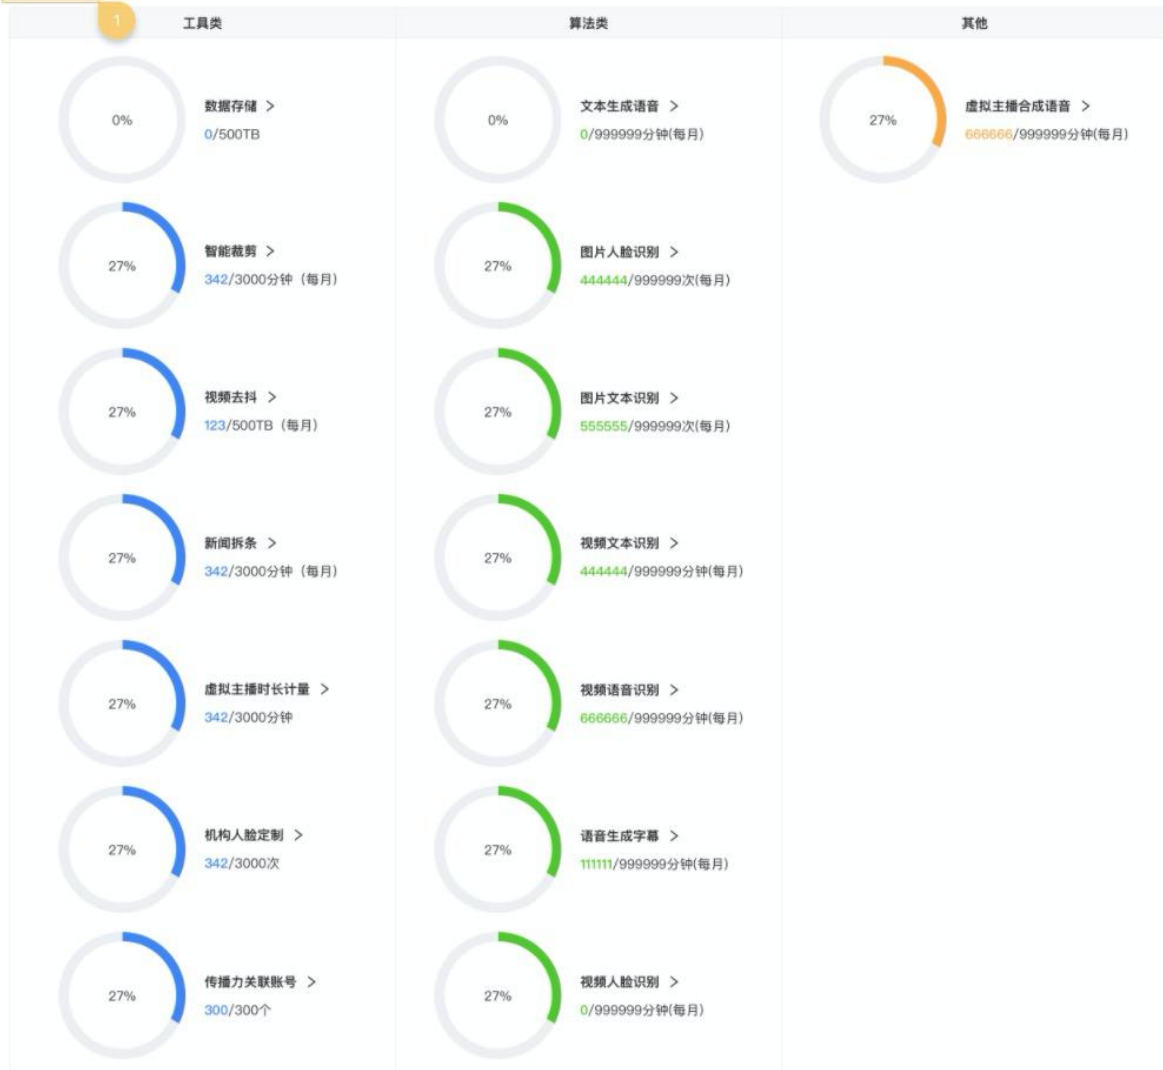 1
工具类
算法类
其他
0%
数据存储 >
0/500TB
0%
文本生成语音 >
0/999999分钟(每月)
27%
虚拟主播合成语音 >
666666/999999分钟(每月)
27%
智能裁剪 >
342/3000分钟（每月）
27%
图片人脸识别 >
444444/999999次(每月)
27%
视频去抖 >
123/500TB（每月）
27%
图片文本识别 >
555555/999999次(每月)
27%
新闻拆条 >
342/3000分钟（每月）
27%
视频文本识别 >
444444/999999分钟(每月)
27%
虚拟主播时长计量 >
342/3000分钟
27%
视频语音识别 >
666666/999999分钟(每月)
27%
机构人脸定制 >
342/3000次
27%
语音生成字幕 >
111111/999999分钟(每月)
27%
传播力关联账号 >
300/300个
27%
视频人脸识别 >
0/999999分钟(每月)